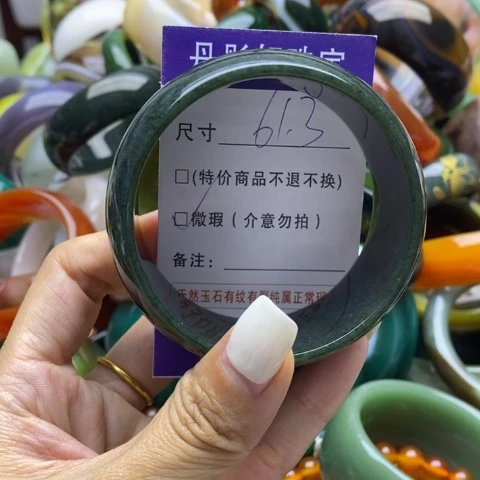 尺寸 61.3
□(特价商品不退不换)
☑微瑕(介意勿拍)
备注:
天然玉石有纹有裂纯属正常现